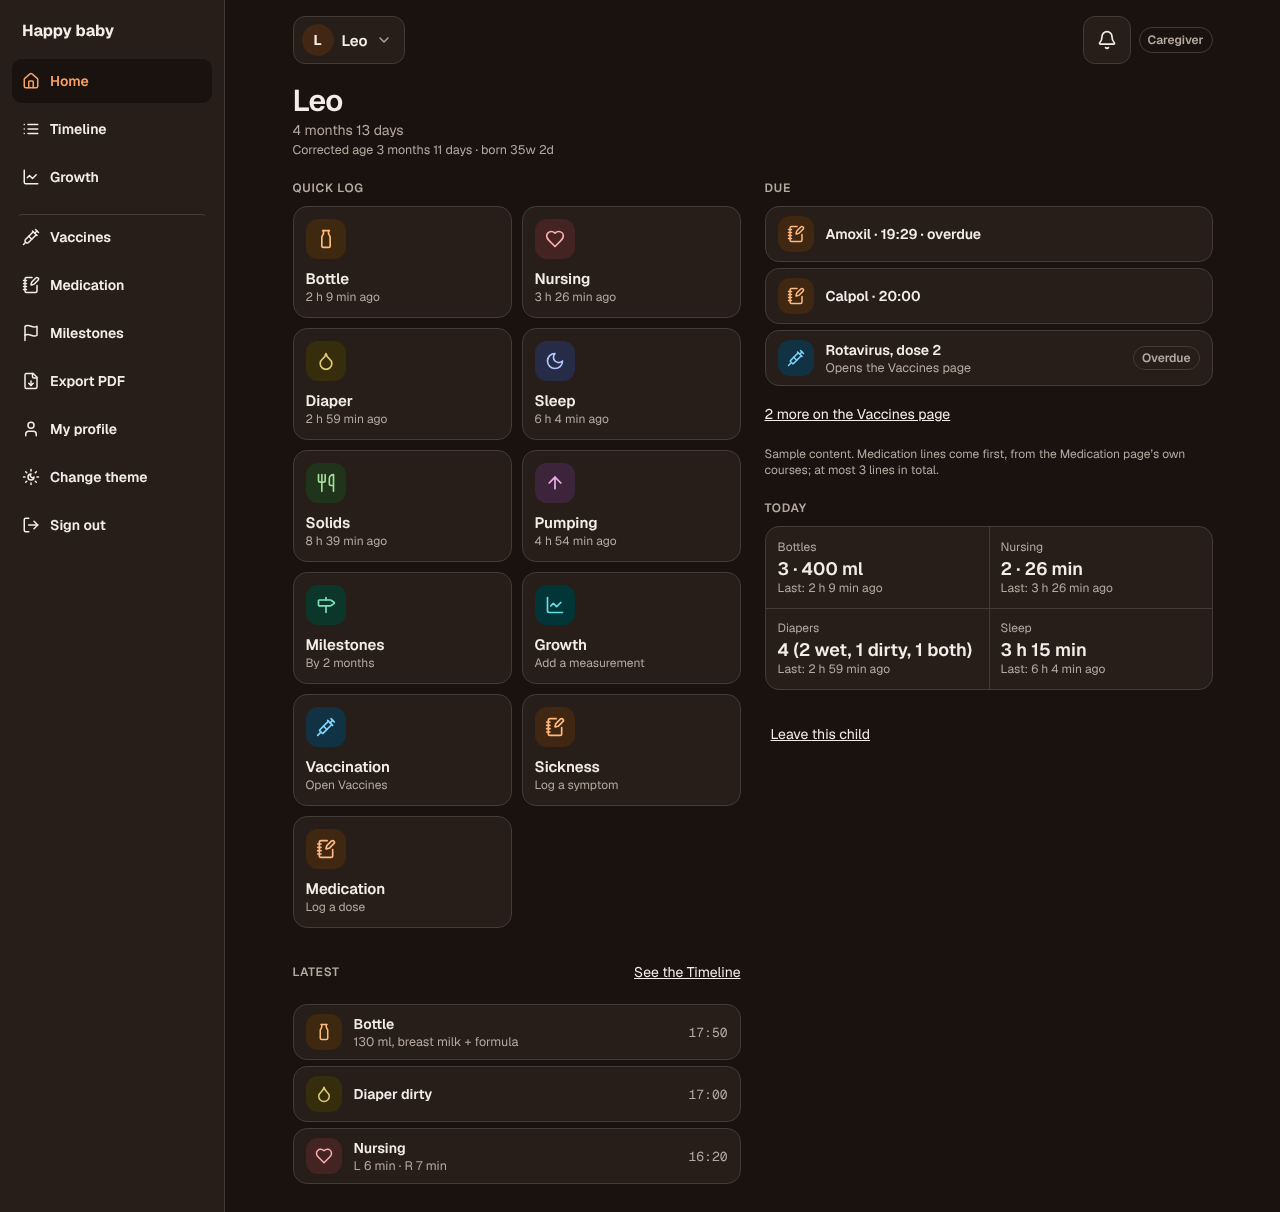 Happy baby
Home
Timeline
Growth
Vaccines
Medication
Milestones
Export PDF
My profile
Change theme
Sign out
L Leo
Caregiver
Leo
4 months 13 days
Corrected age 3 months 11 days · born 35w 2d
QUICK LOG
Bottle
2 h 9 min ago
Nursing
3 h 26 min ago
Diaper
2 h 59 min ago
Sleep
6 h 4 min ago
Solids
8 h 39 min ago
Pumping
4 h 54 min ago
Milestones
By 2 months
Growth
Add a measurement
Vaccination
Open Vaccines
Sickness
Log a symptom
Medication
Log a dose
LATEST
See the Timeline
Bottle
130 ml, breast milk + formula
17:50
Diaper dirty
17:00
Nursing
L 6 min · R 7 min
16:20
DUE
Amoxil · 19:29 · overdue
Calpol · 20:00
Rotavirus, dose 2
Opens the Vaccines page
Overdue
2 more on the Vaccines page
Sample content. Medication lines come first, from the Medication page's own
courses; at most 3 lines in total.
TODAY
Bottles
3 · 400 ml
Last: 2 h 9 min ago
Nursing
2 · 26 min
Last: 3 h 26 min ago
Diapers
4 (2 wet, 1 dirty, 1 both)
Last: 2 h 59 min ago
Sleep
3 h 15 min
Last: 6 h 4 min ago
Leave this child